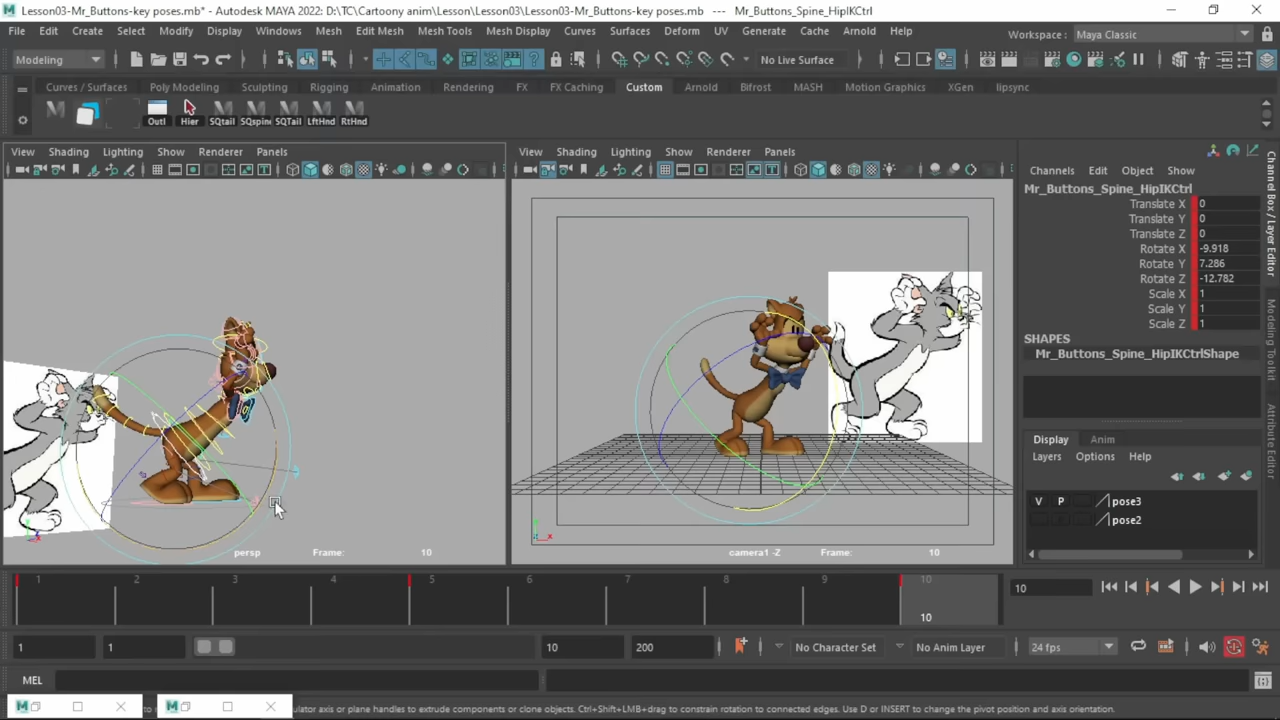 Lesson03-Mr_Buttons-key poses.mb* - Autodesk MAYA 2022: D:\TC\Cartoony anim\Lesson\Lesson03\Lesson03-Mr_Buttons-key poses.mb --- Mr_Buttons_Spine_HipIKCtrl
File Edit Create Select Modify Display Windows Mesh Edit Mesh Mesh Tools Mesh Display Curves Surfaces Deform UV Generate Cache Arnold Help
Workspace : Maya Classic
Modeling No Live Surface
Curves / Surfaces Poly Modeling Sculpting Rigging Animation Rendering FX FX Caching Custom Arnold Bifrost MASH Motion Graphics XGen lipsync
Outl Hier SQtail SQspin SQTail LftHnd RtHnd
View Shading Lighting Show Renderer Panels
View Shading Lighting Show Renderer Panels
Channels Edit Object Show
Mr_Buttons_Spine_HipIKCtrl
Translate X 0
Translate Y 0
Translate Z 0
Rotate X -9.918
Rotate Y 7.286
Rotate Z -12.782
Scale X 1
Scale Y 1
Scale Z 1
SHAPES
Mr_Buttons_Spine_HipIKCtrlShape
Display Anim
Layers Options Help
V P pose3
pose2
Channel Box / Layer Editor
Modeling Toolkit
Attribute Editor
persp Frame: 10
camera1 -Z Frame: 10
1 2 3 4 5 6 7 8 9 10
10
10
1 1 10 200 No Character Set No Anim Layer 24 fps
MEL
ulator axis or plane handles to extrude components or clone objects. Ctrl+Shift+LMB+drag to constrain rotation to connected edges. Use D or INSERT to change the pivot position and axis orientation.